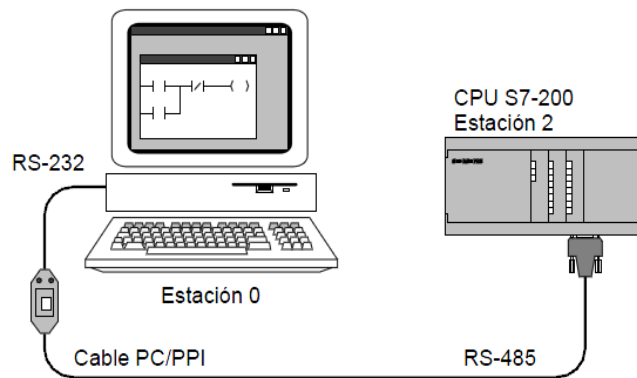 CPU S7-200
Estación 2
RS-232
Estación 0
Cable PC/PPI
RS-485